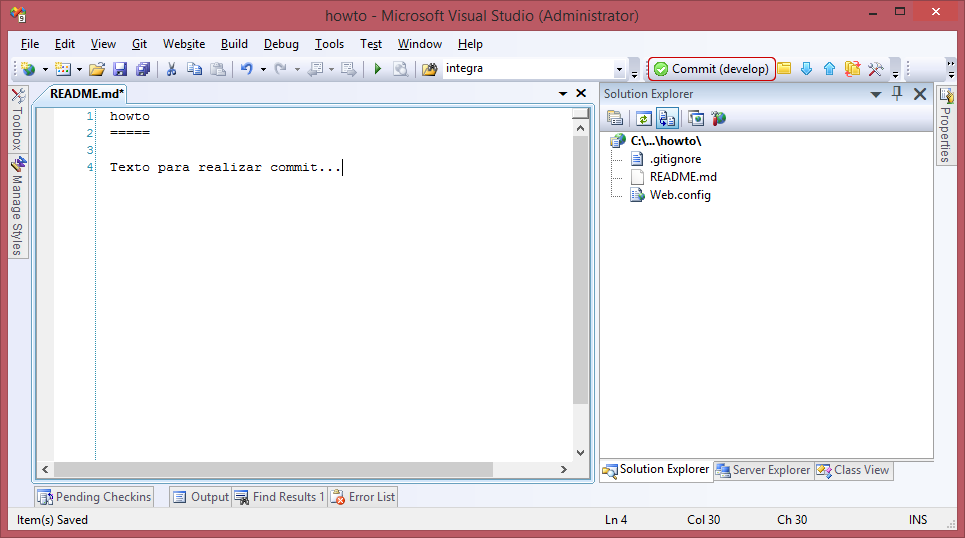 howto - Microsoft Visual Studio (Administrator)
File Edit View Git Website Build Debug Tools Test Window Help
integra Commit (develop)
README.md*
1 howto
2 =====
3
4 Texto para realizar commit...
Toolbox
Manage Styles
Solution Explorer
C:\...\howto\
.gitignore
README.md
Web.config
Properties
Solution Explorer Server Explorer Class View
Pending Checkins Output Find Results 1 Error List
Item(s) Saved Ln 4 Col 30 Ch 30 INS